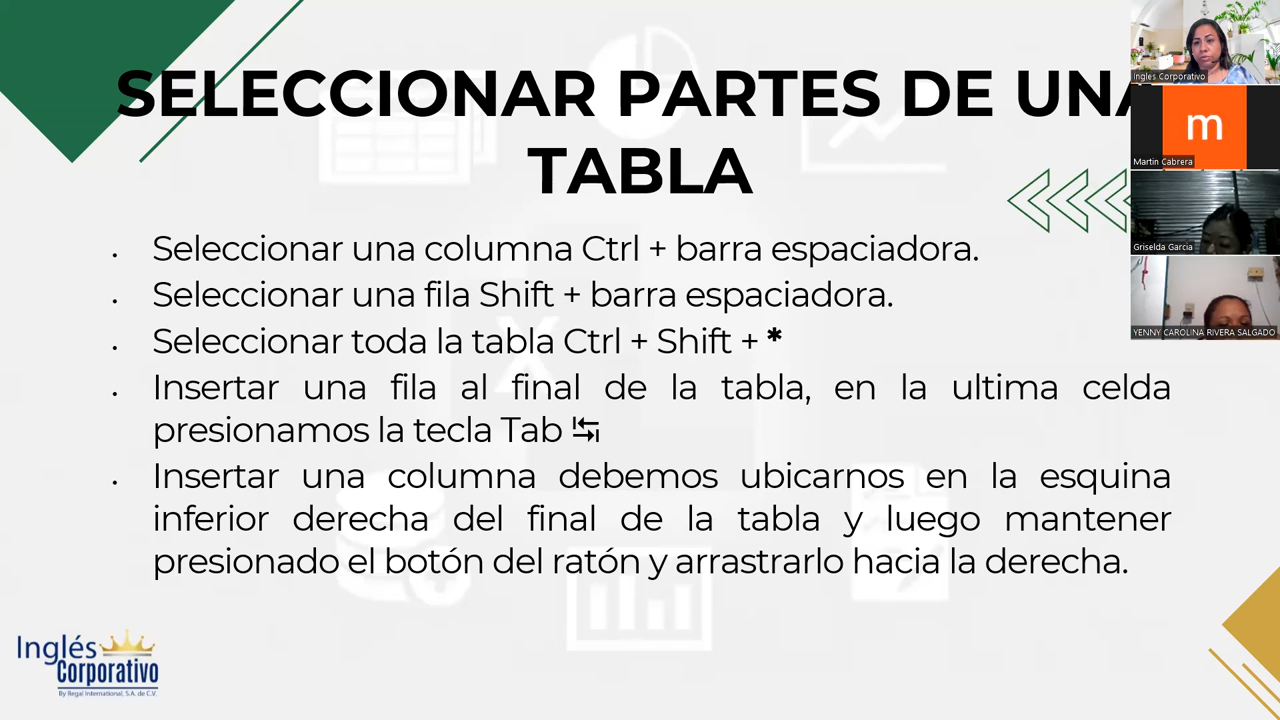 SELECCIONAR PARTES DE UNA
TABLA
• Seleccionar una columna Ctrl + barra espaciadora.
• Seleccionar una fila Shift + barra espaciadora.
• Seleccionar toda la tabla Ctrl + Shift + *
• Insertar una fila al final de la tabla, en la ultima celda
presionamos la tecla Tab ↹
• Insertar una columna debemos ubicarnos en la esquina
inferior derecha del final de la tabla y luego mantener
presionado el botón del ratón y arrastrarlo hacia la derecha.
Inglés
Corporativo
By Regal International, S.A. de C.V.
Ingles Corporativo
m
Martin Cabrera
Griselda Garcia
YENNY CAROLINA RIVERA SALGADO